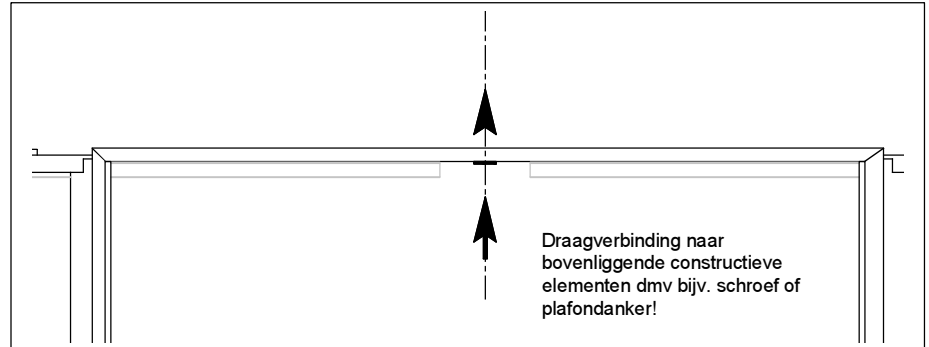 Draagverbinding naar
bovenliggende constructieve
elementen dmv bijv. schroef of
plafondanker!